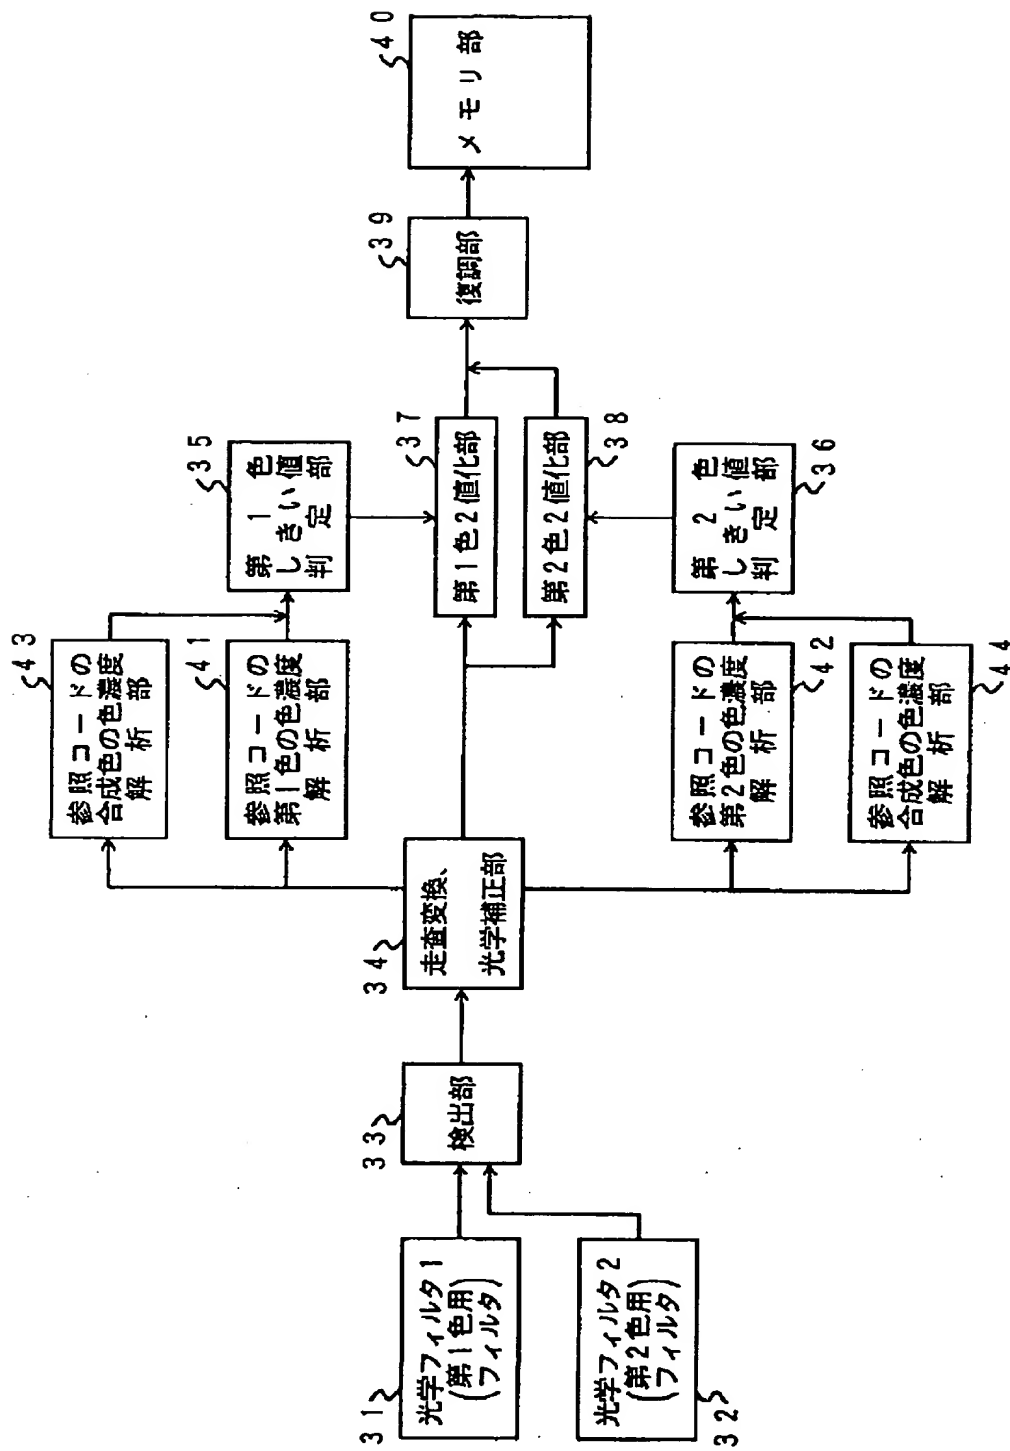 31
光学フィルタ1
(第1色用)
(フィルタ)
光学フィルタ2
(第2色用)
(フィルタ)
32
33
検出部
34
走査変換、
光学補正部
43
参照コードの
合成色の色濃度
解析部
41
参照コードの
第1色の色濃度
解析部
参照コードの
第2色の色濃度
解析部
42
参照コードの
合成色の色濃度
解析部
44
35
第1色
しきい値
判定部
37
第1色2値化部
第2色2値化部
38
第2色
しきい値
判定部
36
39
復調部
40
メモリ部